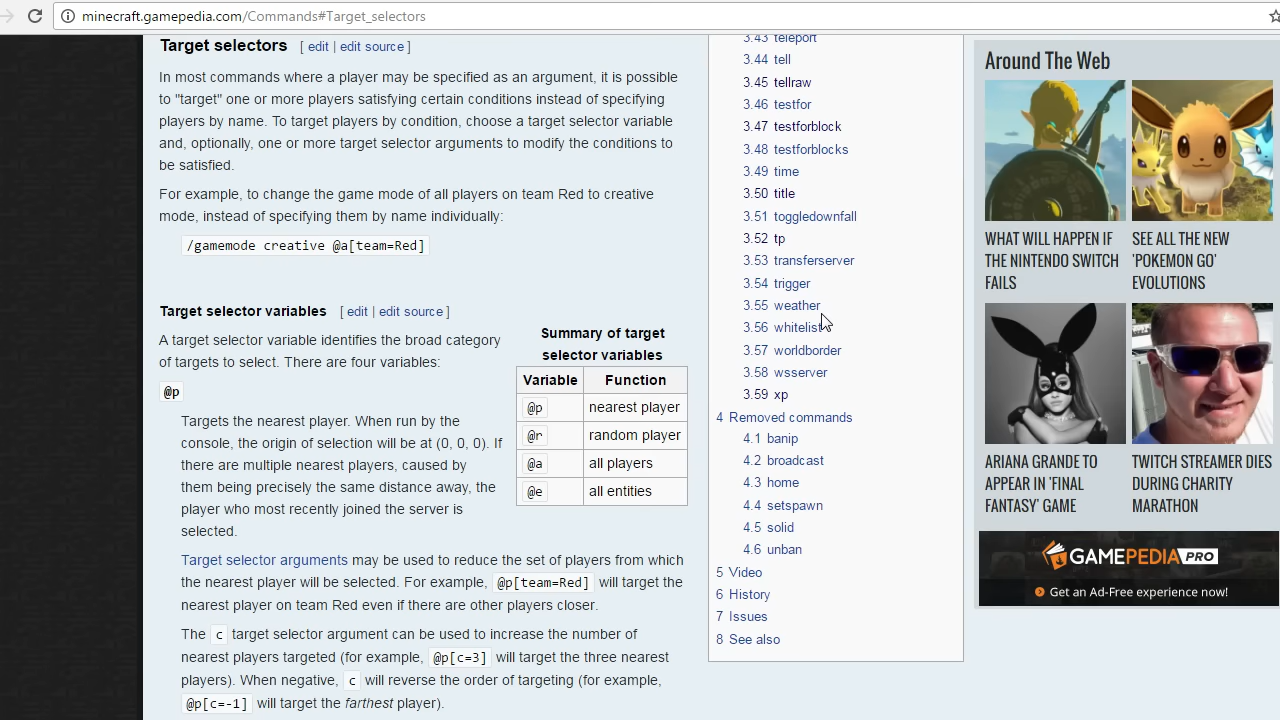 minecraft.gamepedia.com/Commands#Target_selectors
Target selectors [ edit | edit source ]
In most commands where a player may be specified as an argument, it is possible
to "target" one or more players satisfying certain conditions instead of specifying
players by name. To target players by condition, choose a target selector variable
and, optionally, one or more target selector arguments to modify the conditions to
be satisfied.
For example, to change the game mode of all players on team Red to creative
mode, instead of specifying them by name individually:
/gamemode creative @a[team=Red]
Target selector variables [ edit | edit source ]
A target selector variable identifies the broad category
of targets to select. There are four variables:
@p
Targets the nearest player. When run by the
console, the origin of selection will be at (0, 0, 0). If
there are multiple nearest players, caused by
them being precisely the same distance away, the
player who most recently joined the server is
selected.
Summary of target
selector variables
Variable Function
@p nearest player
@r random player
@a all players
@e all entities
Target selector arguments may be used to reduce the set of players from which
the nearest player will be selected. For example, @p[team=Red] will target the
nearest player on team Red even if there are other players closer.
The c target selector argument can be used to increase the number of
nearest players targeted (for example, @p[c=3] will target the three nearest
players). When negative, c will reverse the order of targeting (for example,
@p[c=-1] will target the farthest player).
3.43 teleport
3.44 tell
3.45 tellraw
3.46 testfor
3.47 testforblock
3.48 testforblocks
3.49 time
3.50 title
3.51 toggledownfall
3.52 tp
3.53 transferserver
3.54 trigger
3.55 weather
3.56 whitelist
3.57 worldborder
3.58 wsserver
3.59 xp
4 Removed commands
4.1 banip
4.2 broadcast
4.3 home
4.4 setspawn
4.5 solid
4.6 unban
5 Video
6 History
7 Issues
8 See also
Around The Web
WHAT WILL HAPPEN IF
THE NINTENDO SWITCH
FAILS
SEE ALL THE NEW
'POKEMON GO'
EVOLUTIONS
ARIANA GRANDE TO
APPEAR IN 'FINAL
FANTASY' GAME
TWITCH STREAMER DIES
DURING CHARITY
MARATHON
GAMEPEDIA PRO
Get an Ad-Free experience now!